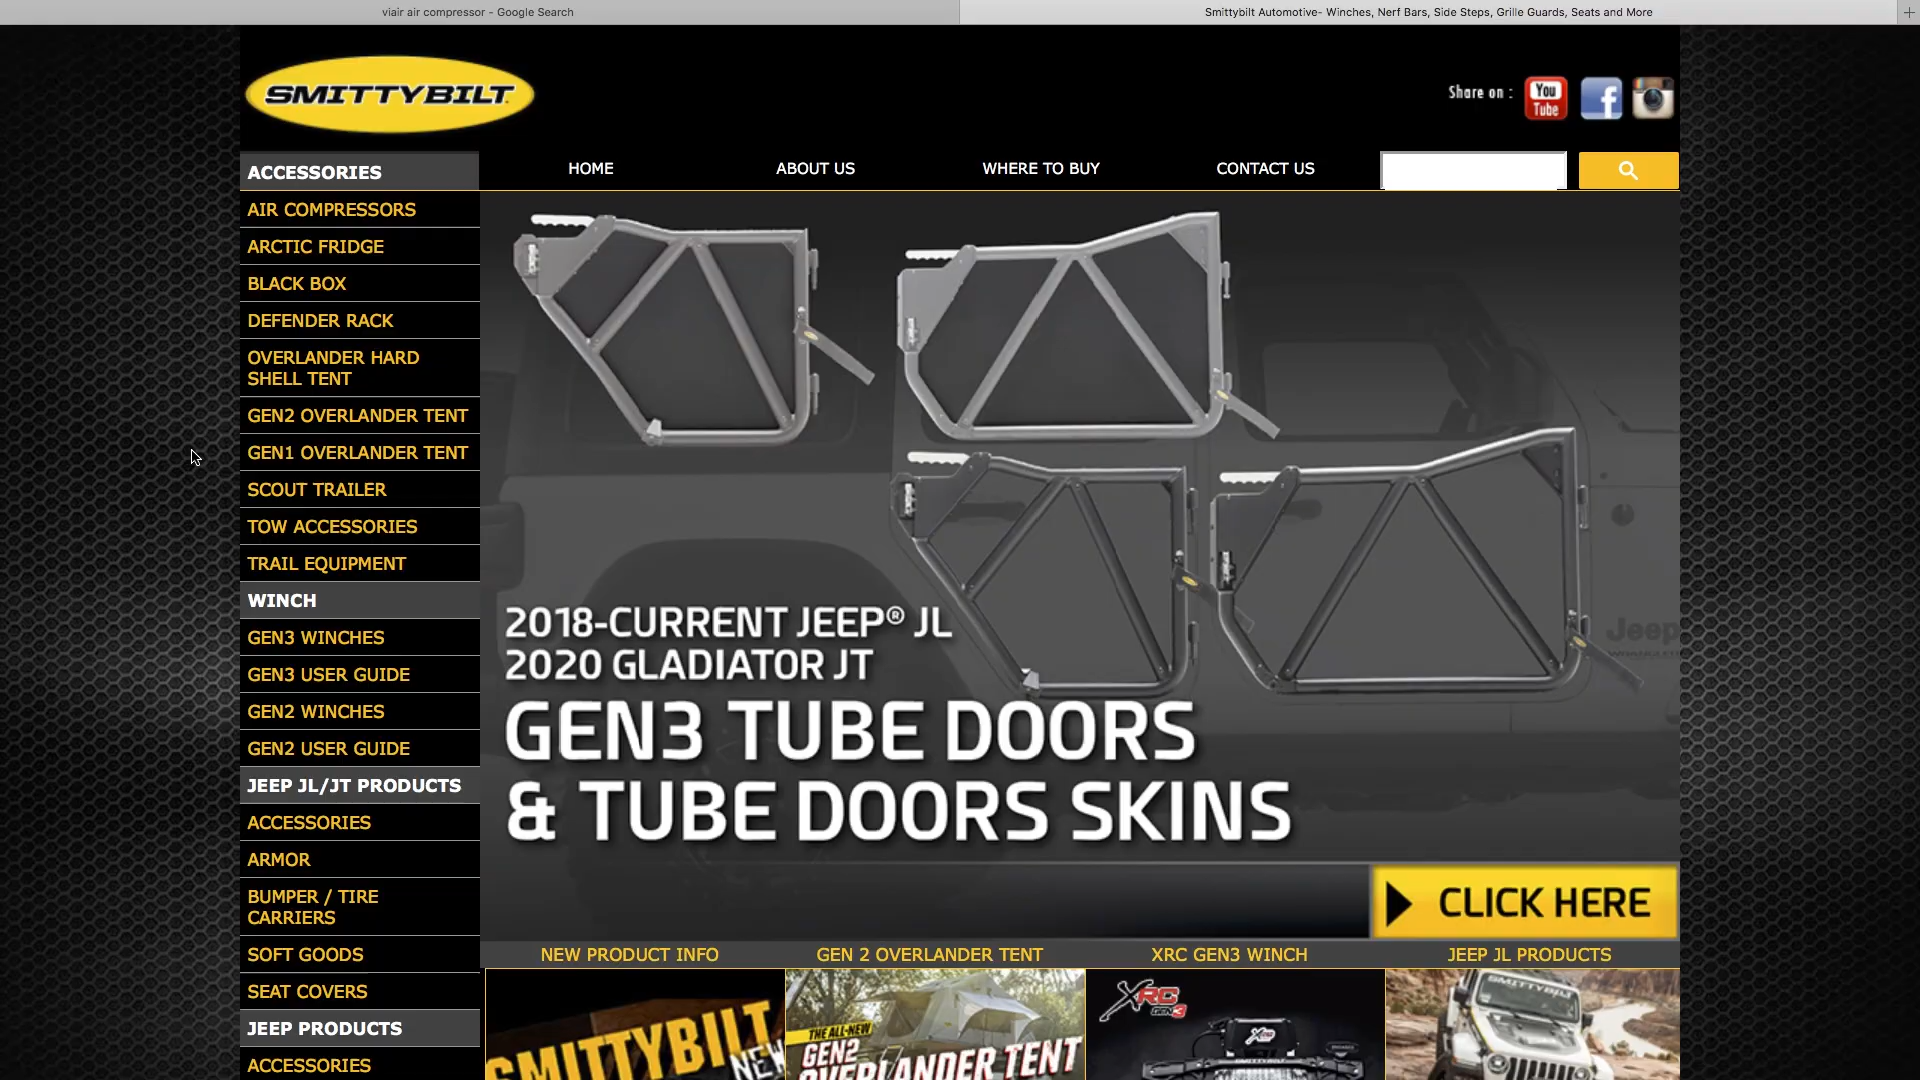 viair air compressor - Google Search
Smittybilt Automotive- Winches, Nerf Bars, Side Steps, Grille Guards, Seats and More
SMITTYBILT
Share on :
You
Tube
HOME
ABOUT US
WHERE TO BUY
CONTACT US
ACCESSORIES
AIR COMPRESSORS
ARCTIC FRIDGE
BLACK BOX
DEFENDER RACK
OVERLANDER HARD
SHELL TENT
GEN2 OVERLANDER TENT
GEN1 OVERLANDER TENT
SCOUT TRAILER
TOW ACCESSORIES
TRAIL EQUIPMENT
WINCH
GEN3 WINCHES
GEN3 USER GUIDE
GEN2 WINCHES
GEN2 USER GUIDE
JEEP JL/JT PRODUCTS
ACCESSORIES
ARMOR
BUMPER / TIRE
CARRIERS
SOFT GOODS
SEAT COVERS
JEEP PRODUCTS
ACCESSORIES
Jeep
WRANGLER
2018-CURRENT JEEP® JL
2020 GLADIATOR JT
GEN3 TUBE DOORS
& TUBE DOORS SKINS
CLICK HERE
NEW PRODUCT INFO
GEN 2 OVERLANDER TENT
XRC GEN3 WINCH
JEEP JL PRODUCTS
SMITTYBILT
NEW
THE ALL-NEW
GEN2
OVERLANDER TENT
XRC
GEN3
XRC
SMITTYBILT
SMITTYBILT